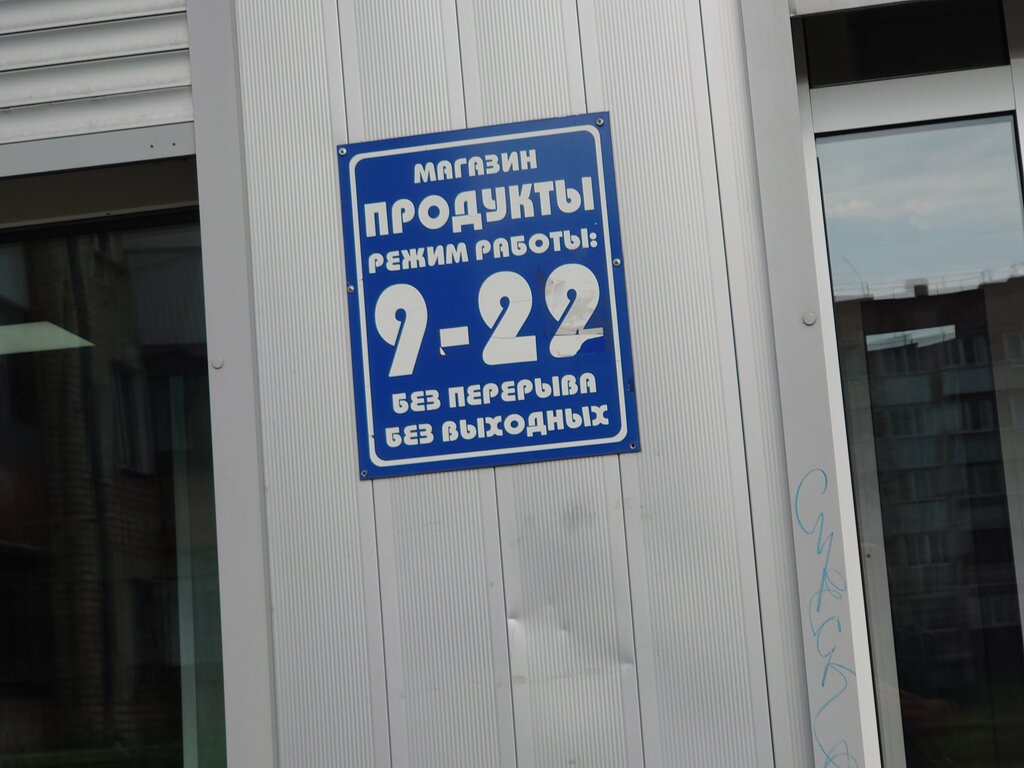 МАГАЗИН
ПРОДУКТЫ
РЕЖИМ РАБОТЫ:
9-22
БЕЗ ПЕРЕРЫВА
БЕЗ ВЫХОДНЫХ